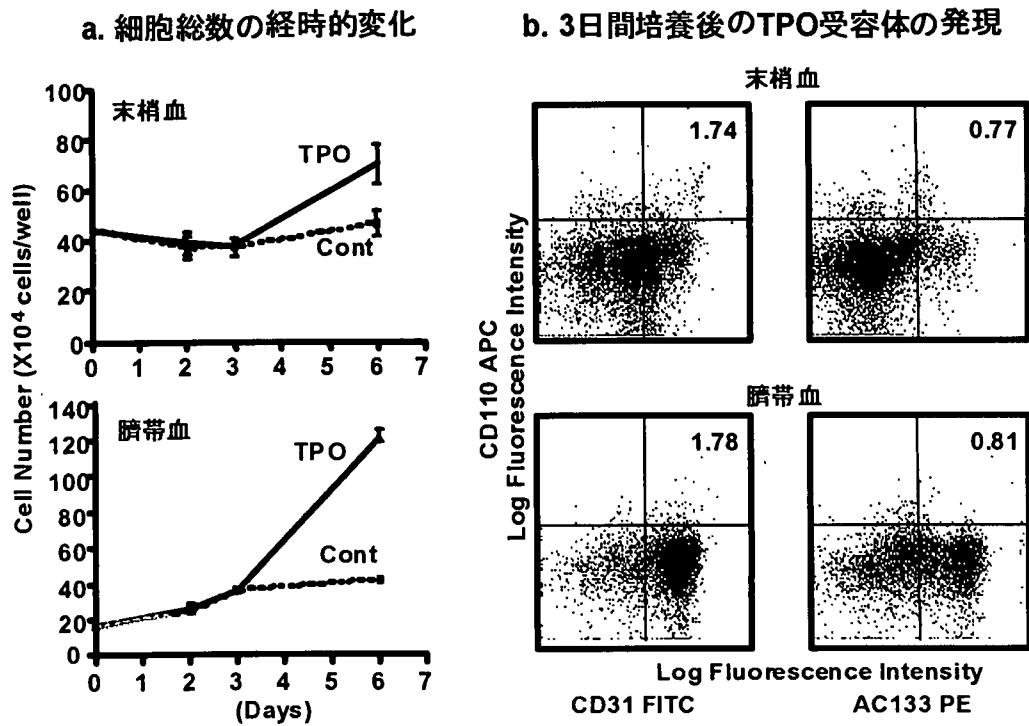 a. 細胞総数の経時的変化
100
80
60
40
20
0
末梢血
TPO
Cont
0 1 2 3 4 5 6 7
140
120
100
80
60
40
20
0
臍帯血
TPO
Cont
0 1 2 3 4 5 6 7
(Days)
Cell Number (X10⁴ cells/well)
b. 3日間培養後のTPO受容体の発現
末梢血
1.74
0.77
臍帯血
1.78
0.81
CD110 APC
Log Fluorescence Intensity
Log Fluorescence Intensity
CD31 FITC
AC133 PE